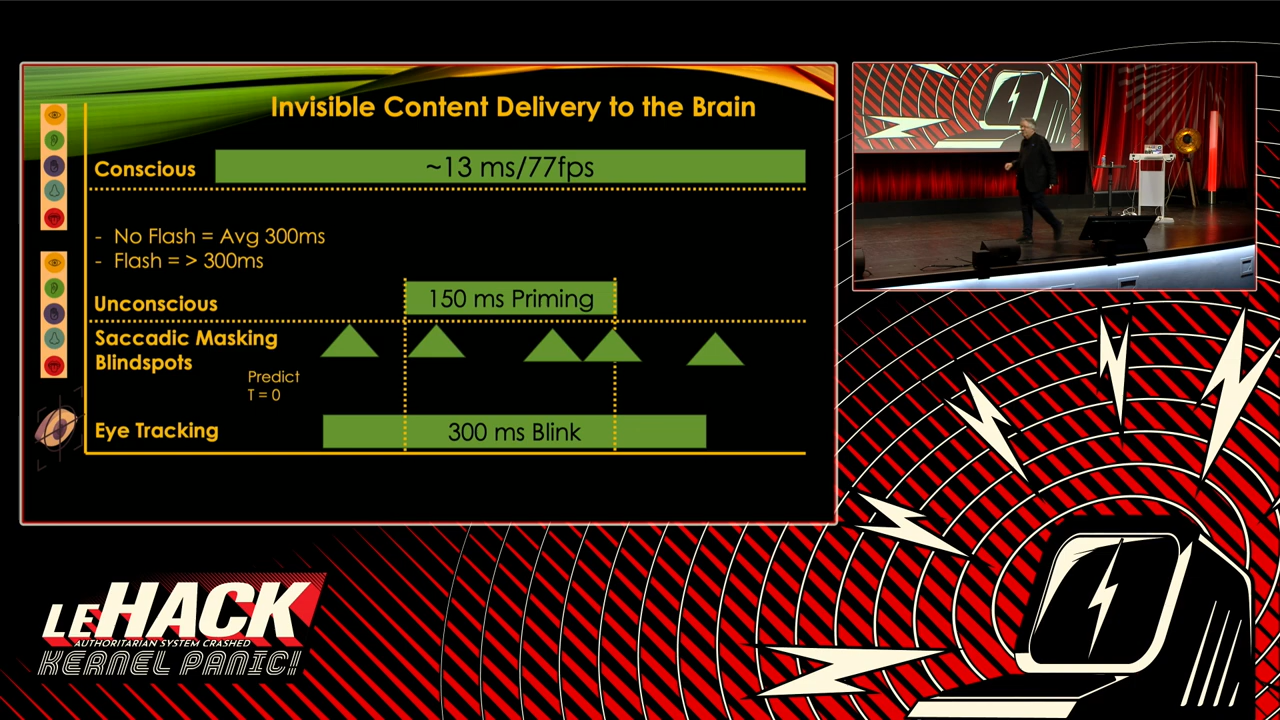 Invisible Content Delivery to the Brain
Conscious
~13 ms/77fps
- No Flash = Avg 300ms
- Flash = > 300ms
Unconscious
150 ms Priming
Saccadic Masking
Blindspots
Predict
T = 0
Eye Tracking
300 ms Blink
LEHACK
AUTHORITARIAN SYSTEM CRASHED
KERNEL PANIC!